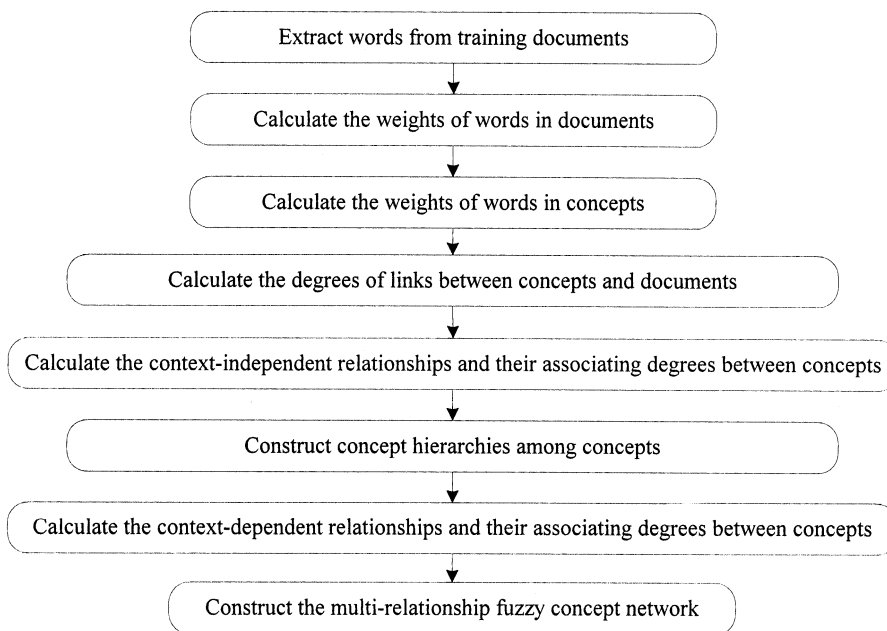 Extract words from training documents
Calculate the weights of words in documents
Calculate the weights of words in concepts
Calculate the degrees of links between concepts and documents
Calculate the context-independent relationships and their associating degrees between concepts
Construct concept hierarchies among concepts
Calculate the context-dependent relationships and their associating degrees between concepts
Construct the multi-relationship fuzzy concept network